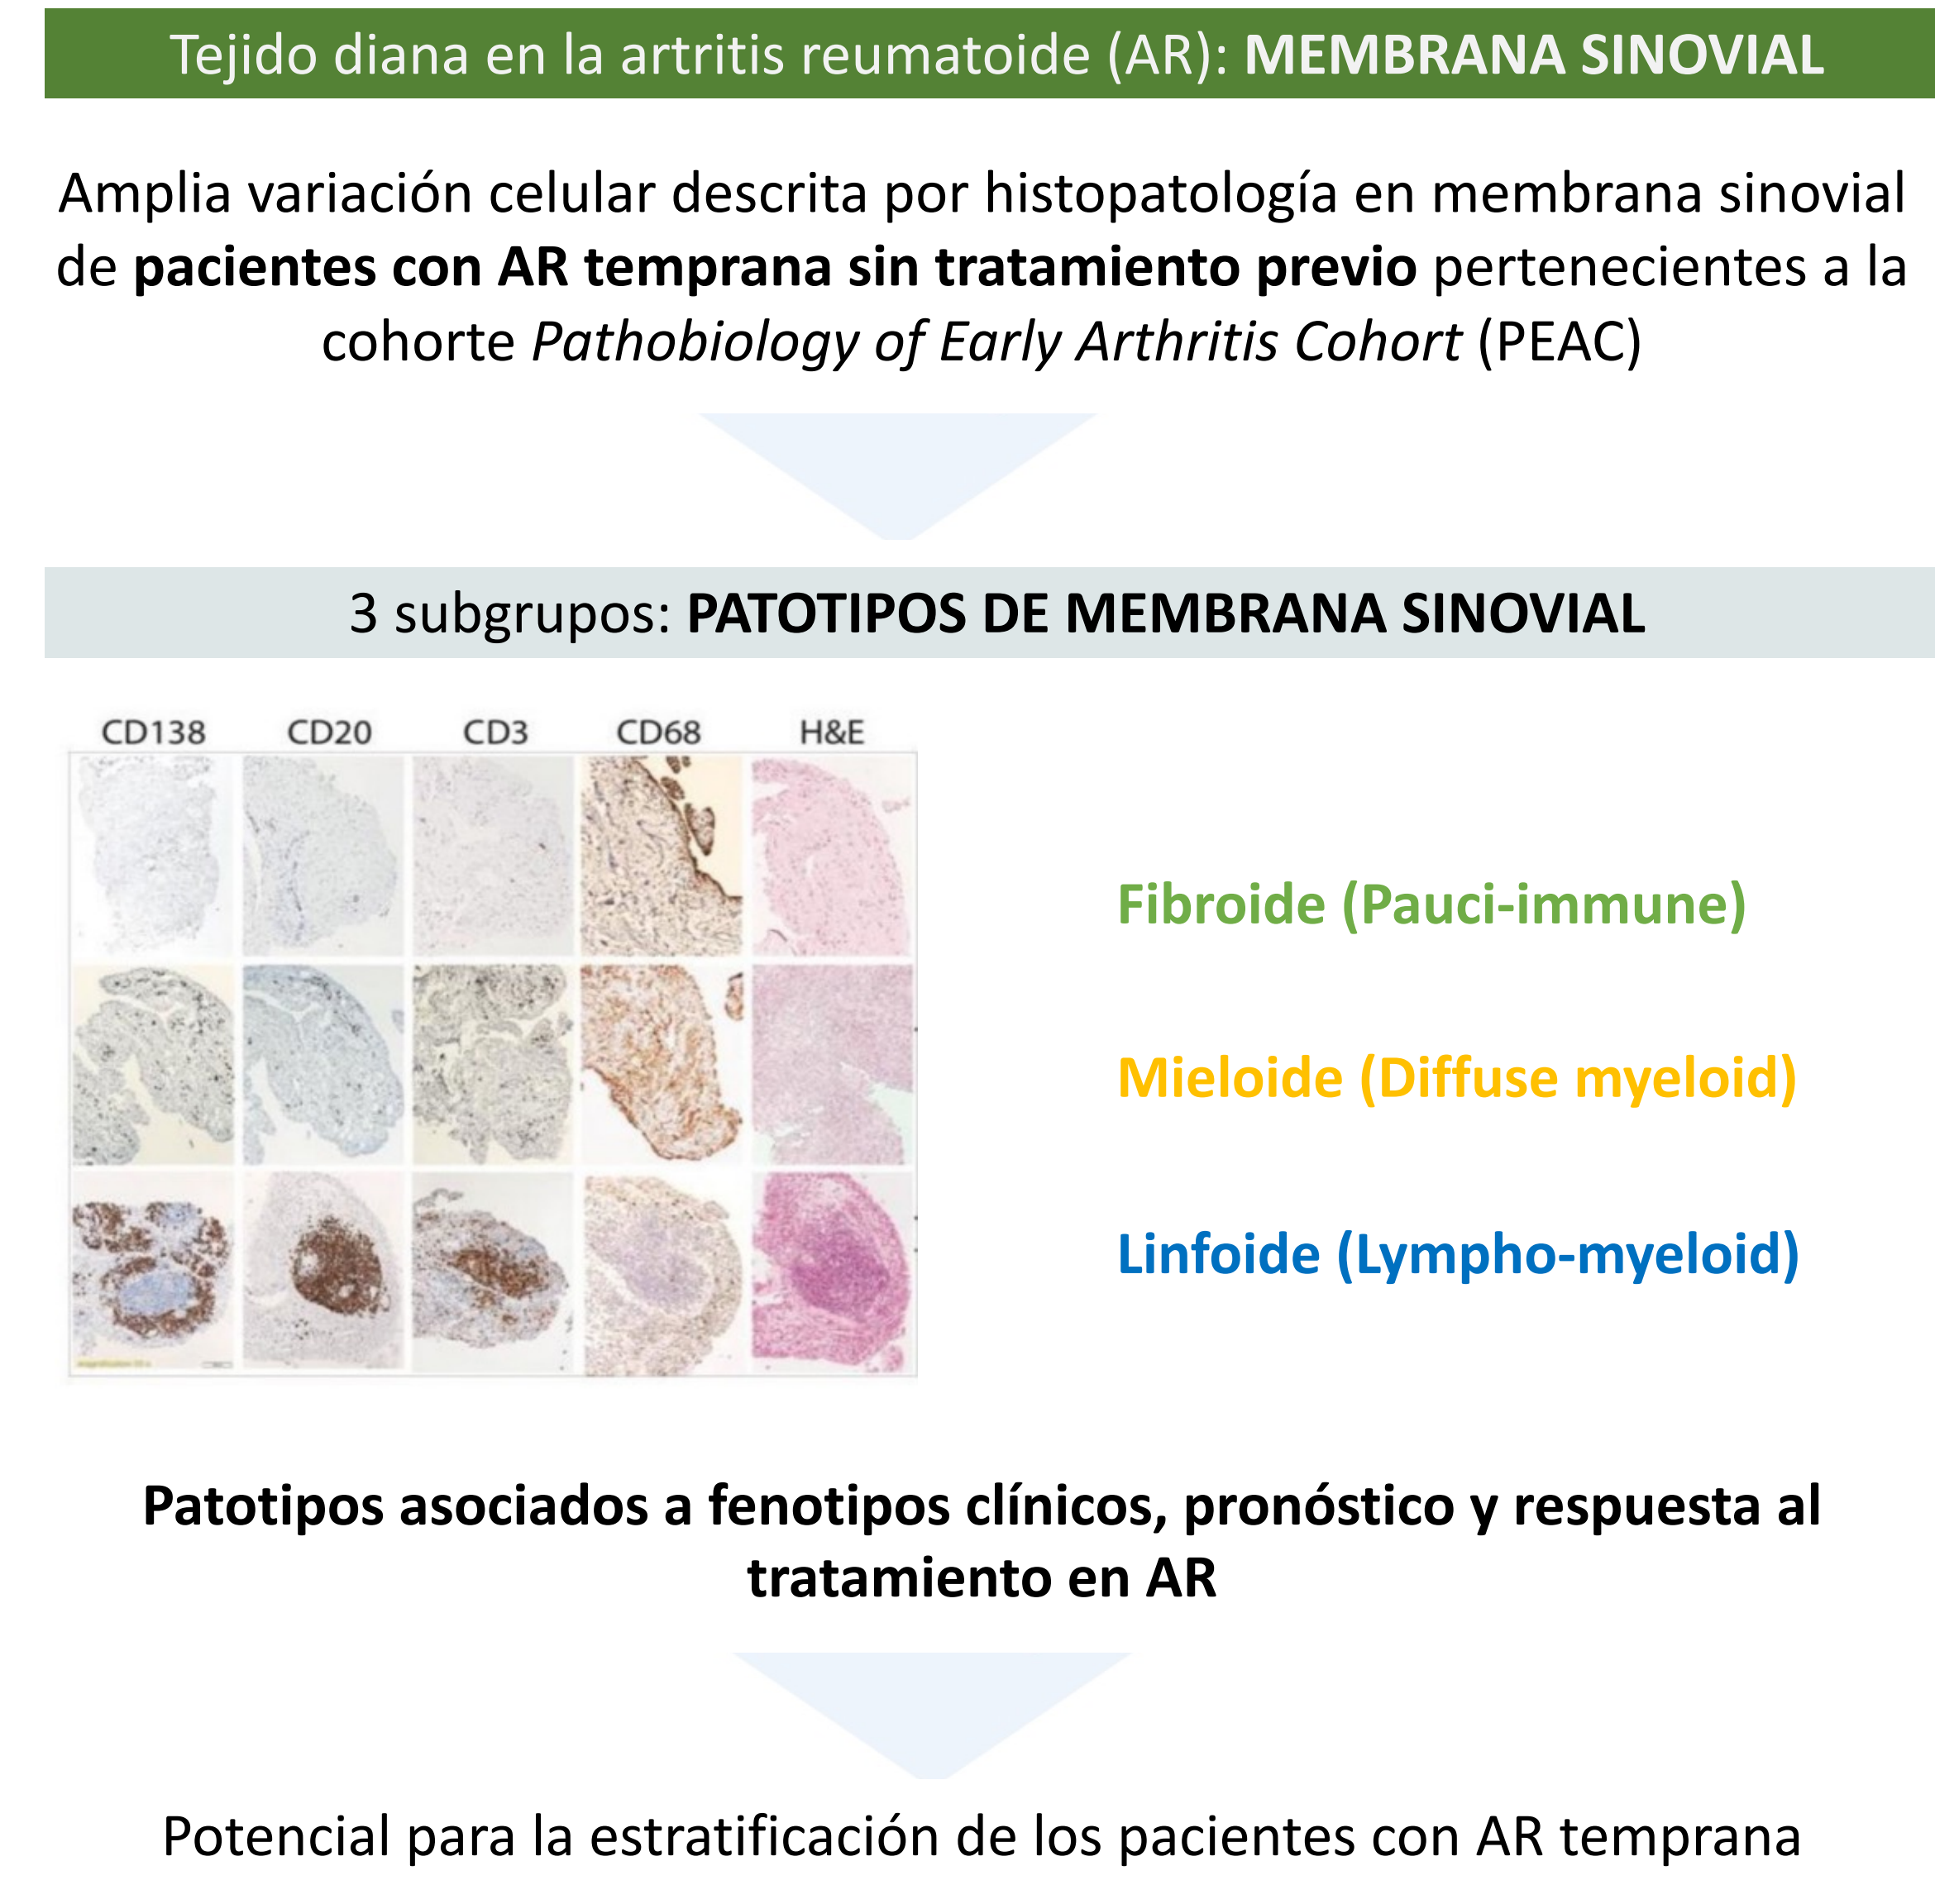 Tejido diana en la artritis reumatoide (AR): MEMBRANA SINOVIAL
Amplia variación celular descrita por histopatología en membrana sinovial
de pacientes con AR temprana sin tratamiento previo pertenecientes a la
cohorte Pathobiology of Early Arthritis Cohort (PEAC)
3 subgrupos: PATOTIPOS DE MEMBRANA SINOVIAL
CD138 CD20 CD3 CD68 H&E
Fibroide (Pauci-immune)
Mieloide (Diffuse myeloid)
Linfoide (Lympho-myeloid)
Patotipos asociados a fenotipos clínicos, pronóstico y respuesta al
tratamiento en AR
Potencial para la estratificación de los pacientes con AR temprana